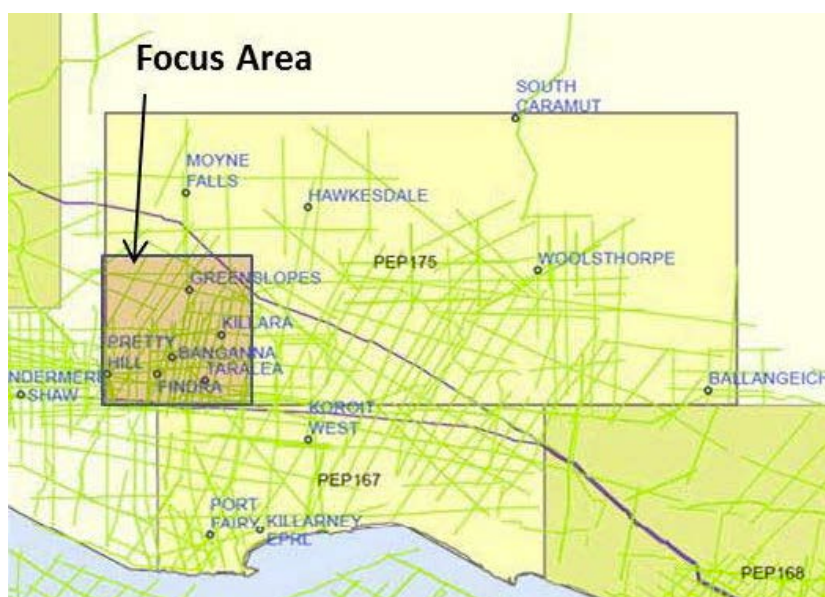 Focus Area
SOUTH
CARAMUT
MOYNE
FALLS
HAWKESDALE
PEP175
WOOLSTHORPE
GREENSLOPES
KILLARA
PRETTY
HILL
BANGANNA
TARALEA
FINDRA
NDERMERE
SHAW
BALLANGEICH
KOROIT
WEST
PEP167
PORT
FAIRY
KILLARNEY
EPRL
PEP168